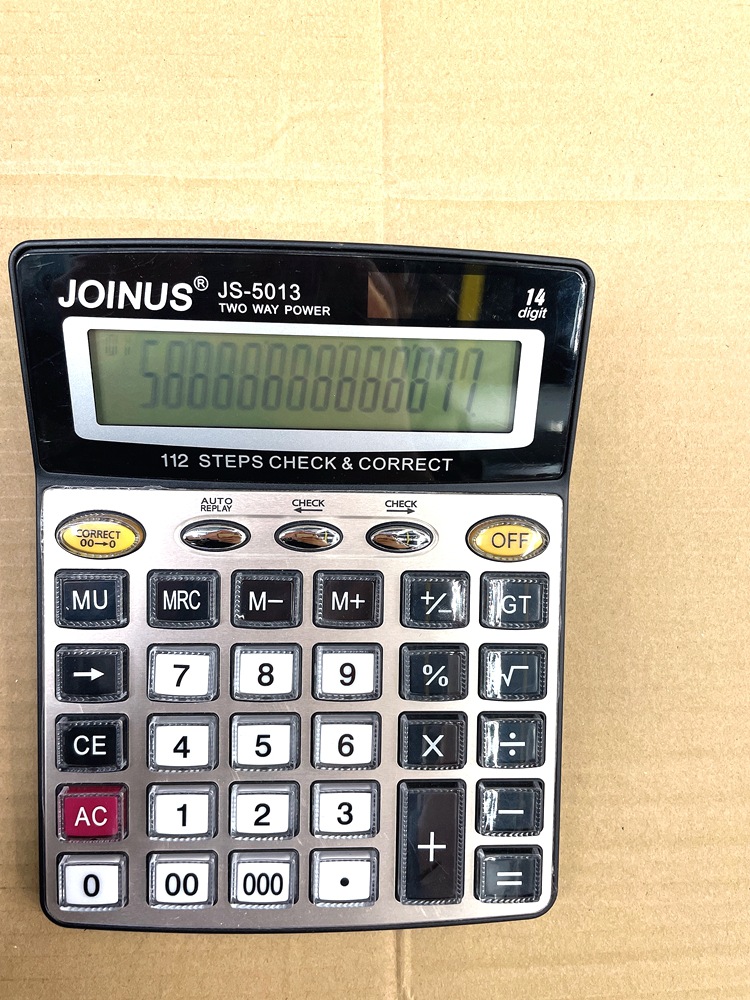 JOINUS® JS-5013
TWO WAY POWER
14
digit
112 STEPS CHECK & CORRECT
AUTO
REPLAY
CHECK
←
CHECK
→
CORRECT
00→0
OFF
MU MRC M− M+ +/− GT
→ 7 8 9 % √
CE 4 5 6 X ÷
AC 1 2 3 + −
0 00 000 • =